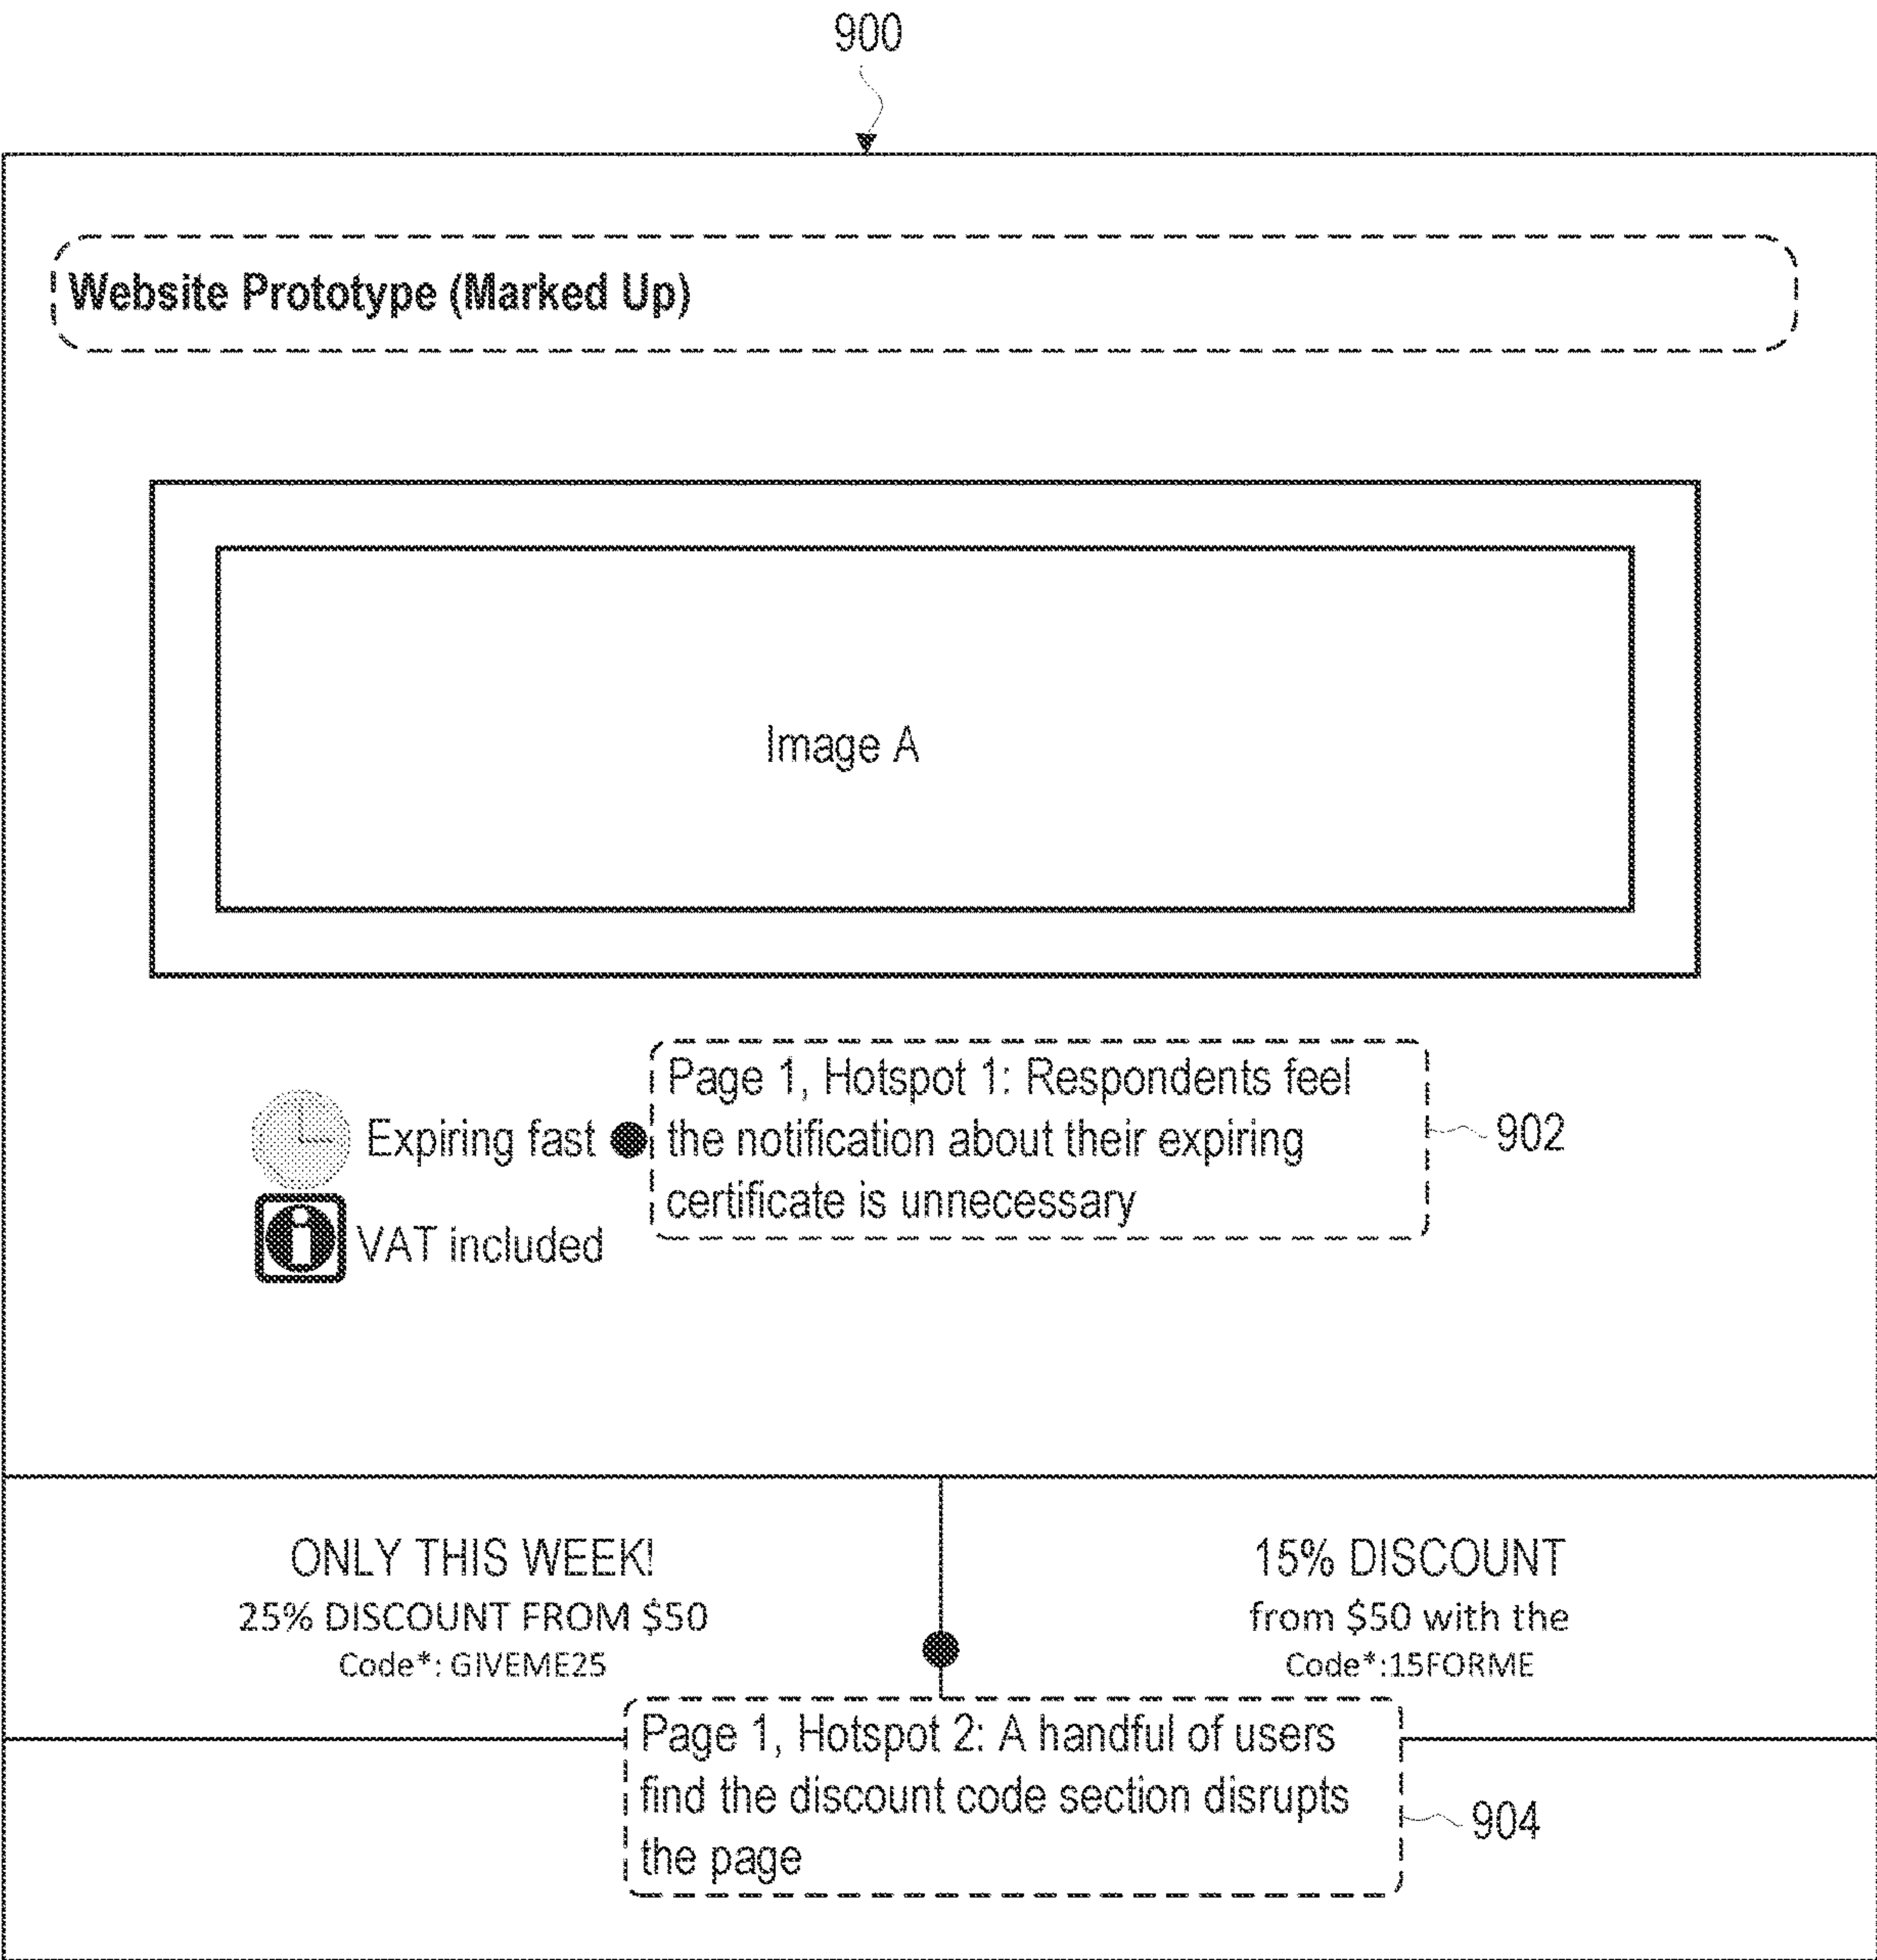 900
Website Prototype (Marked Up)
Image A
Expiring fast
Page 1, Hotspot 1: Respondents feel
the notification about their expiring
certificate is unnecessary
902
i
VAT included
ONLY THIS WEEK!
25% DISCOUNT FROM $50
Code*: GIVEME25
15% DISCOUNT
from $50 with the
Code*:15FORME
Page 1, Hotspot 2: A handful of users
find the discount code section disrupts
the page
904